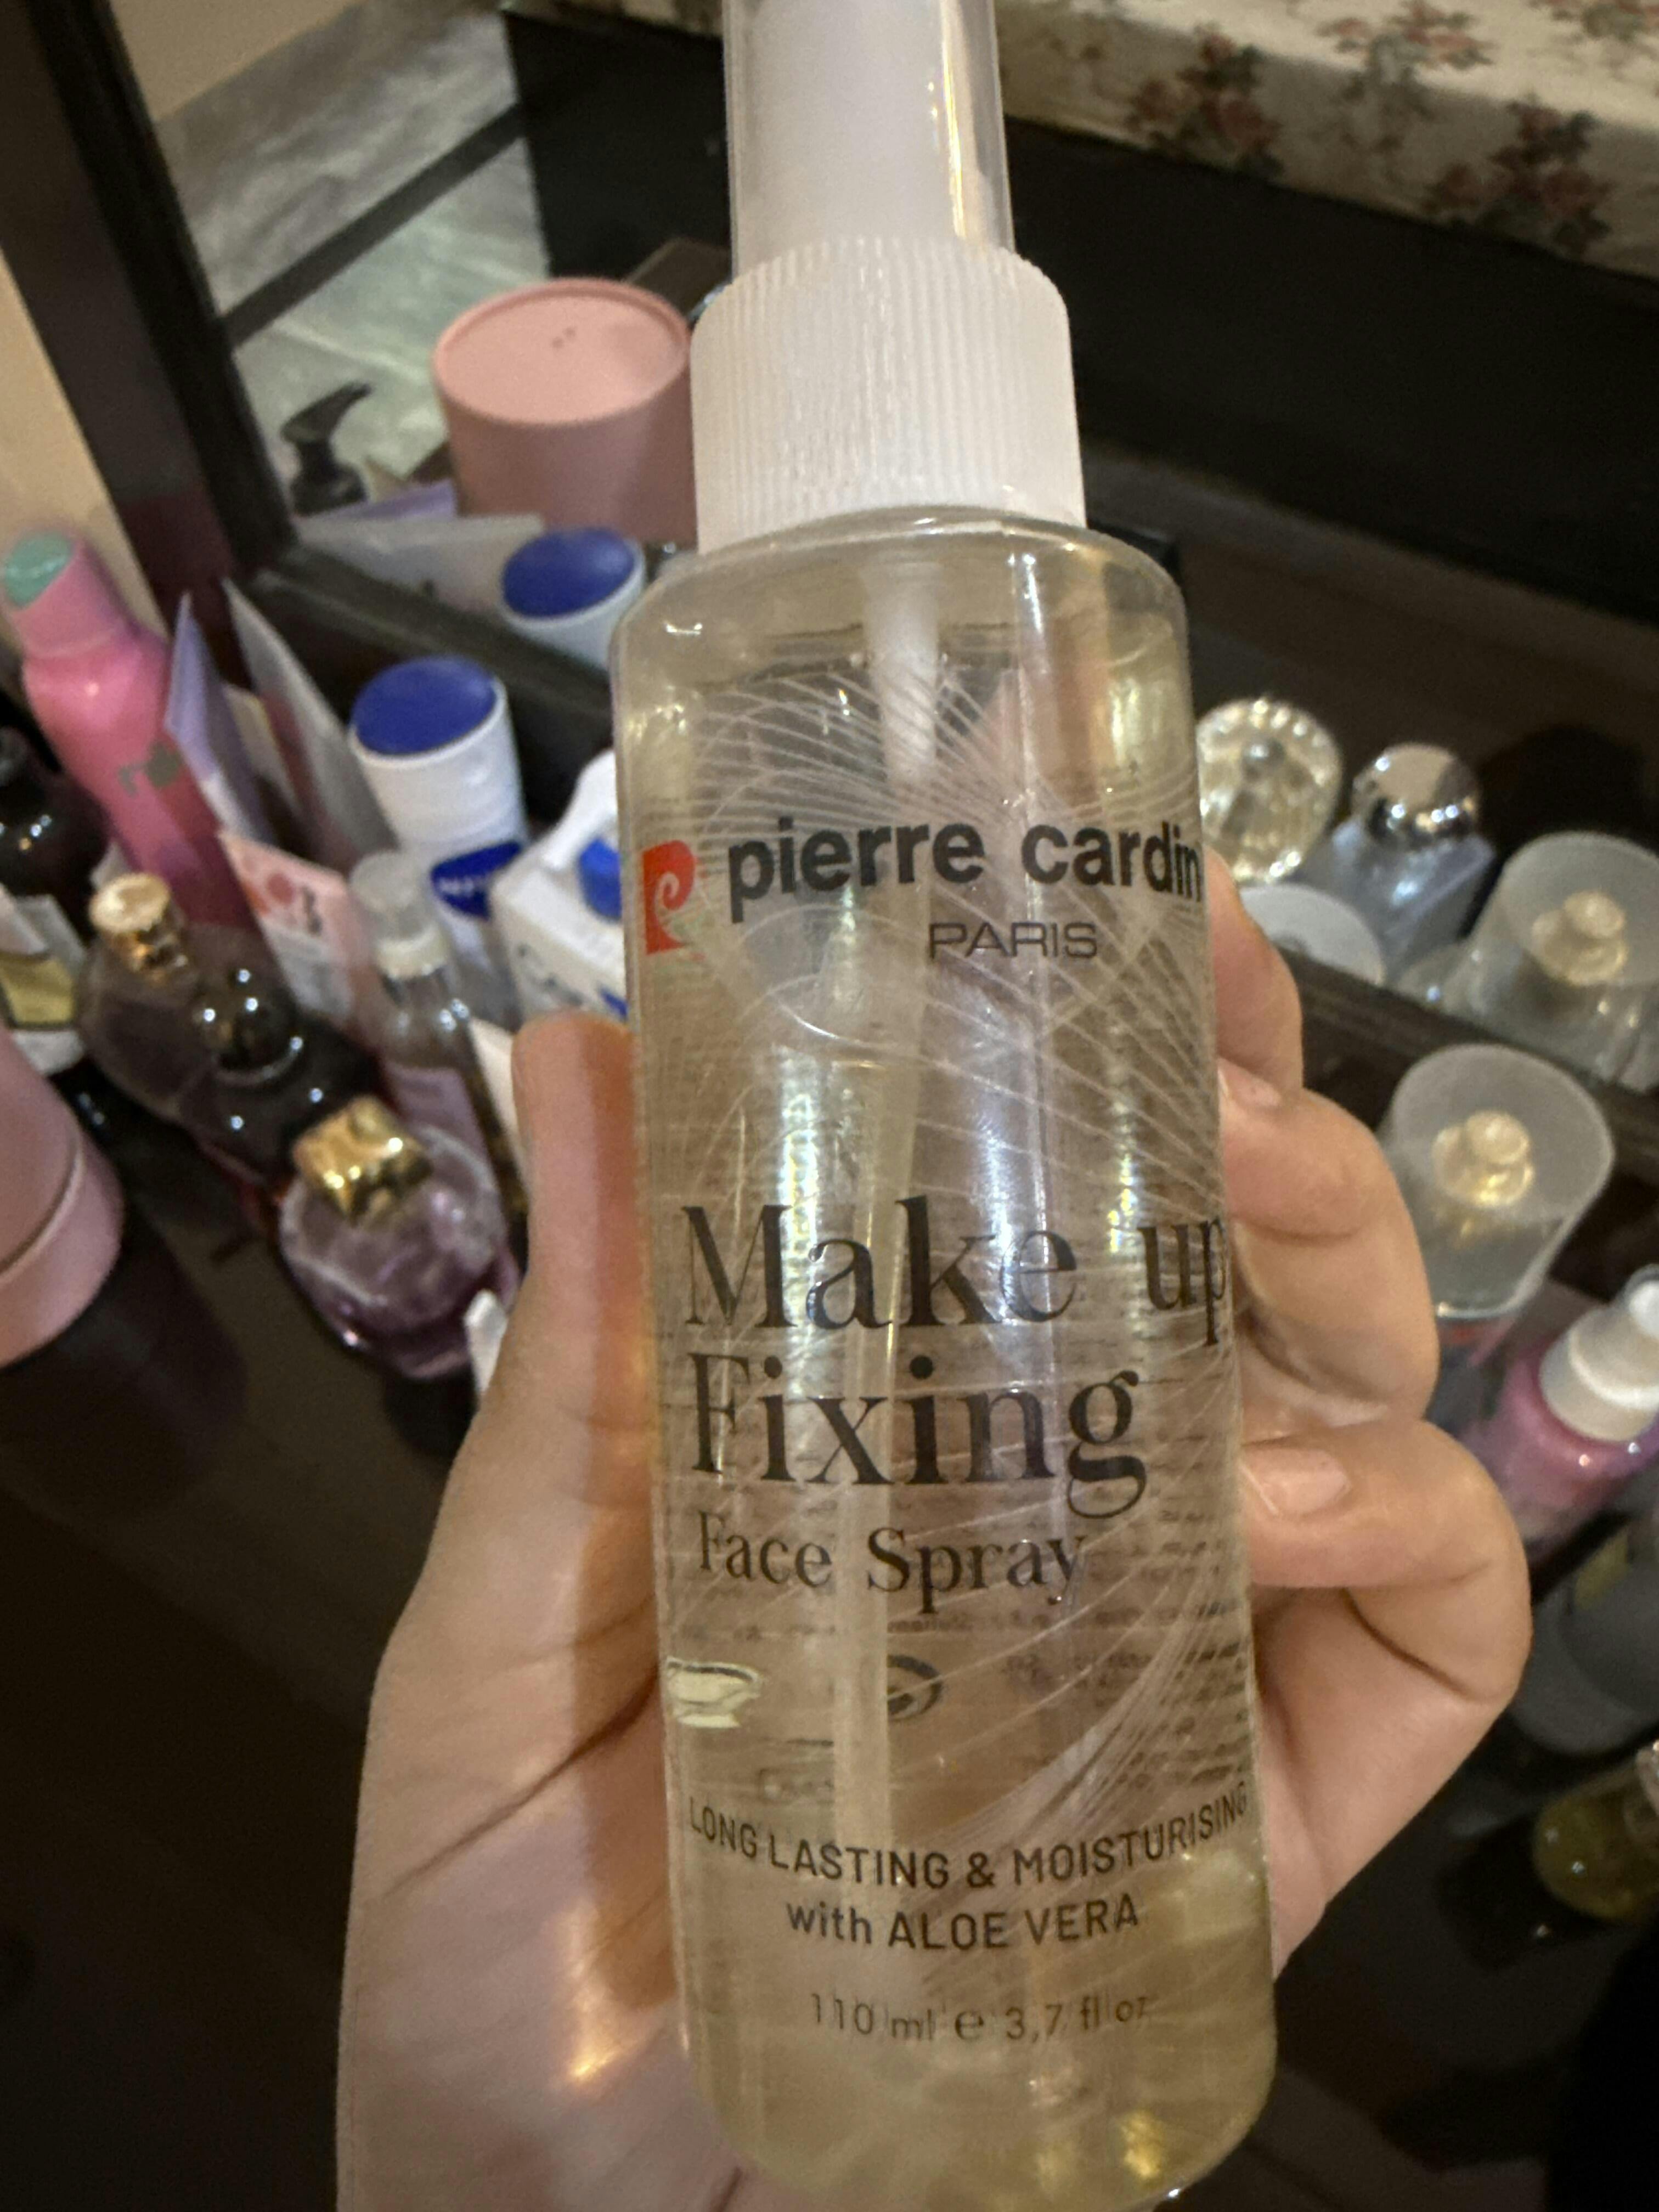 pierre cardin
PARIS
Make up
Fixing
Face Spray
LONG LASTING & MOISTURISING
with ALOE VERA
110 ml e 3,7 fl oz